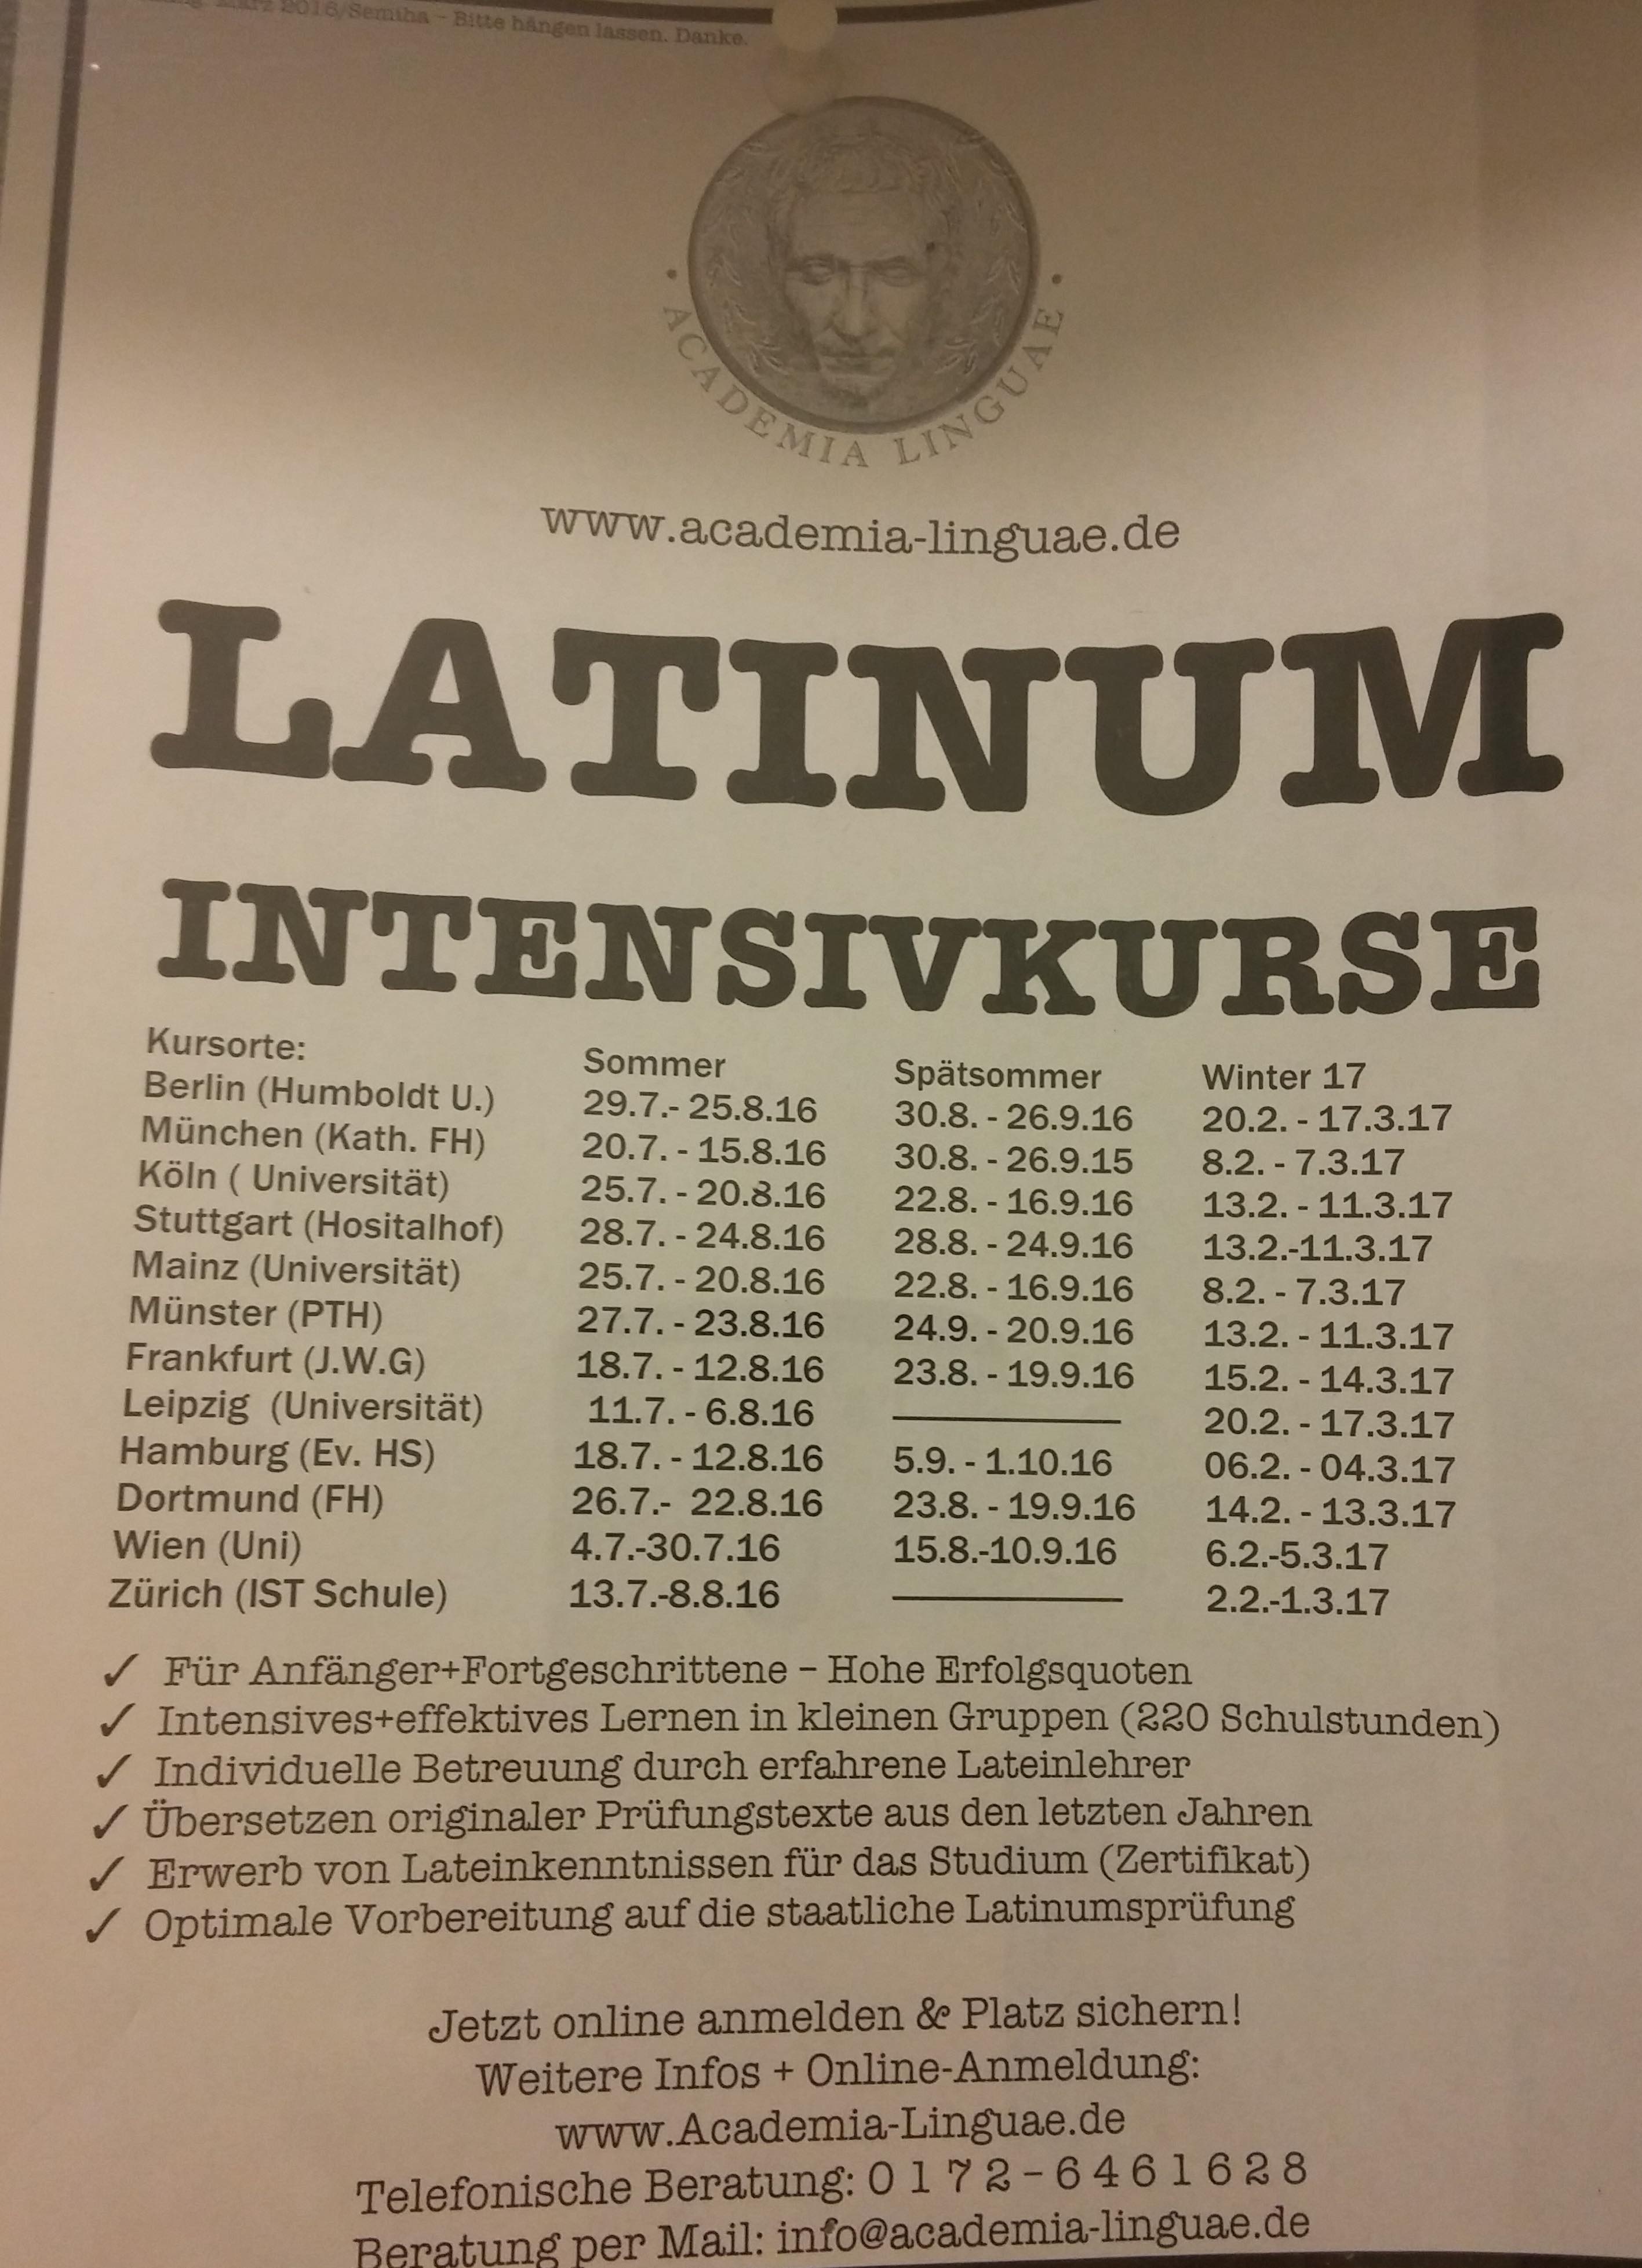 März 2016/Semiha - Bitte hängen lassen. Danke.
• ACADEMIA LINGUAE •
www.academia-linguae.de
LATINUM
INTENSIVKURSE
Kursorte: Sommer Spätsommer Winter 17
Berlin (Humboldt U.) 29.7.- 25.8.16 30.8. - 26.9.16 20.2. - 17.3.17
München (Kath. FH) 20.7. - 15.8.16 30.8. - 26.9.15 8.2. - 7.3.17
Köln ( Universität) 25.7. - 20.8.16 22.8. - 16.9.16 13.2. - 11.3.17
Stuttgart (Hositalhof) 28.7. - 24.8.16 28.8. - 24.9.16 13.2.-11.3.17
Mainz (Universität) 25.7. - 20.8.16 22.8. - 16.9.16 8.2. - 7.3.17
Münster (PTH) 27.7. - 23.8.16 24.9. - 20.9.16 13.2. - 11.3.17
Frankfurt (J.W.G) 18.7. - 12.8.16 23.8. - 19.9.16 15.2. - 14.3.17
Leipzig (Universität) 11.7. - 6.8.16 ——— 20.2. - 17.3.17
Hamburg (Ev. HS) 18.7. - 12.8.16 5.9. - 1.10.16 06.2. - 04.3.17
Dortmund (FH) 26.7.- 22.8.16 23.8. - 19.9.16 14.2. - 13.3.17
Wien (Uni) 4.7.-30.7.16 15.8.-10.9.16 6.2.-5.3.17
Zürich (IST Schule) 13.7.-8.8.16 ——— 2.2.-1.3.17
✓ Für Anfänger+Fortgeschrittene – Hohe Erfolgsquoten
✓ Intensives+effektives Lernen in kleinen Gruppen (220 Schulstunden)
✓ Individuelle Betreuung durch erfahrene Lateinlehrer
✓ Übersetzen originaler Prüfungstexte aus den letzten Jahren
✓ Erwerb von Lateinkenntnissen für das Studium (Zertifikat)
✓ Optimale Vorbereitung auf die staatliche Latinumsprüfung
Jetzt online anmelden & Platz sichern!
Weitere Infos + Online-Anmeldung:
www.Academia-Linguae.de
Telefonische Beratung: 0 1 7 2 – 6 4 6 1 6 2 8
Beratung per Mail: info@academia-linguae.de